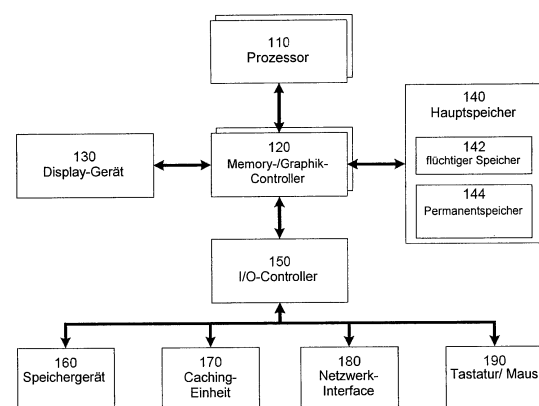 110
Prozessor
120
Memory-/Graphik-
Controller
130
Display-Gerät
140
Hauptspeicher
142
flüchtiger Speicher
144
Permanentspeicher
150
I/O-Controller
160
Speichergerät
170
Caching-
Einheit
180
Netzwerk-
Interface
190
Tastatur/ Maus